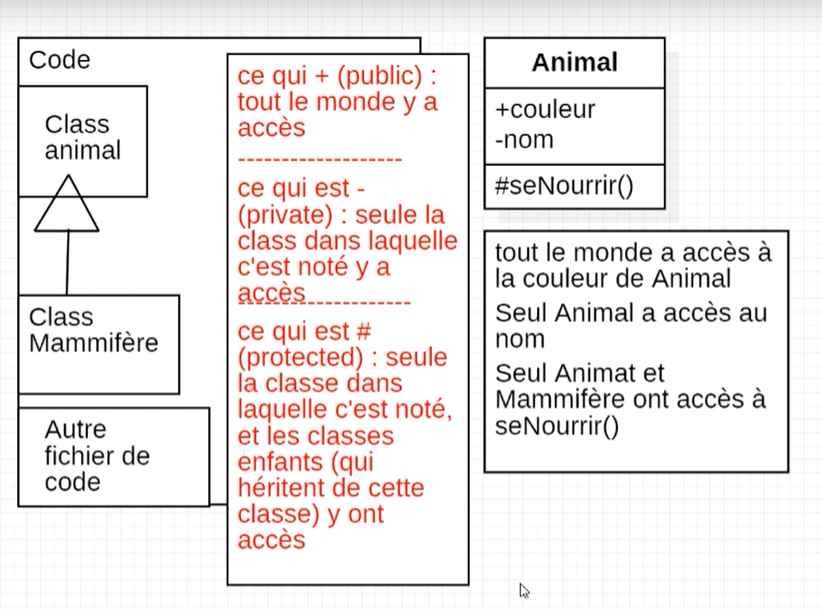 Code
Class
animal
Class
Mammifère
Autre
fichier de
code
ce qui + (public) :
tout le monde y a
accès
-------------------
ce qui est -
(private) : seule la
class dans laquelle
c'est noté y a
accès
--------------------
ce qui est #
(protected) : seule
la classe dans
laquelle c'est noté,
et les classes
enfants (qui
héritent de cette
classe) y ont
accès
Animal
+couleur
-nom
#seNourrir()
tout le monde a accès à
la couleur de Animal
Seul Animal a accès au
nom
Seul Animat et
Mammifère ont accès à
seNourrir()